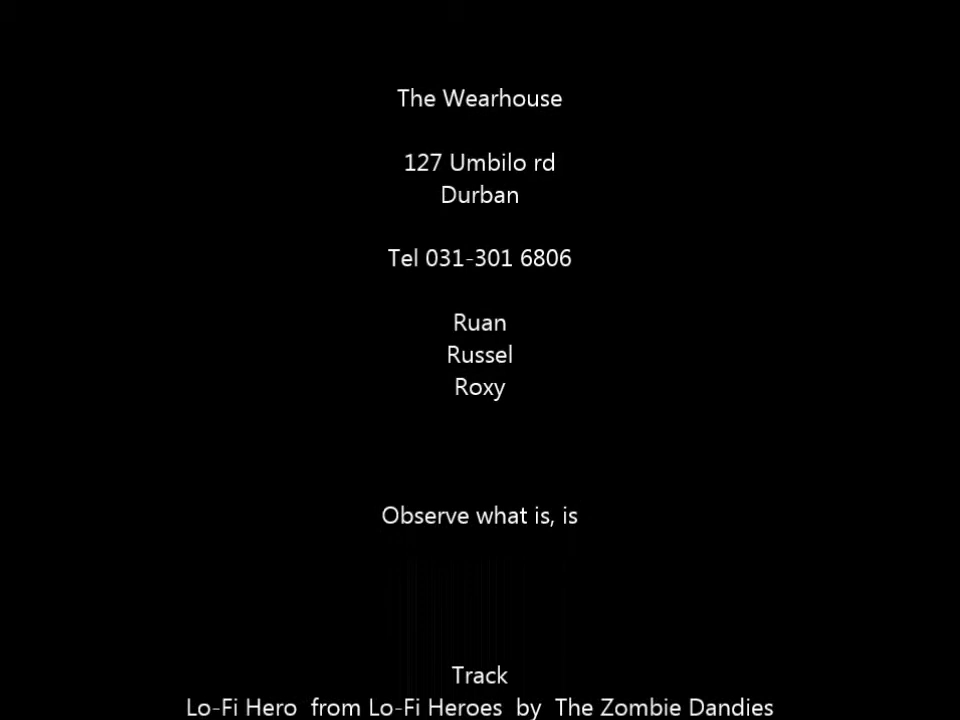 The Wearhouse
127 Umbilo rd
Durban
Tel 031-301 6806
Ruan
Russel
Roxy
Observe what is, is
Track
Lo-Fi Hero  from Lo-Fi Heroes  by  The Zombie Dandies